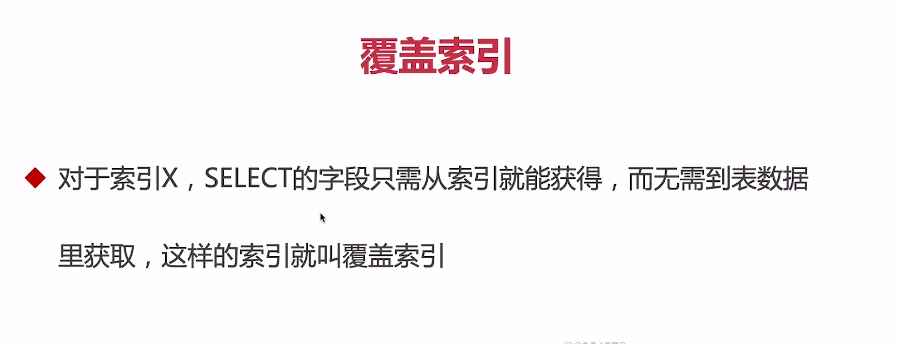 覆盖索引
对于索引X，SELECT的字段只需从索引就能获得，而无需到表数据
里获取，这样的索引就叫覆盖索引